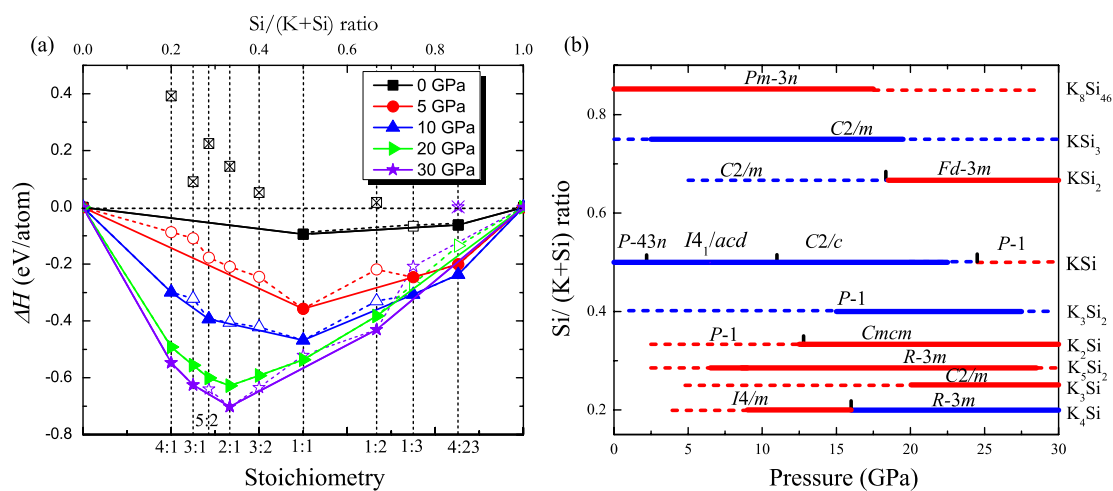 (a)
Si/(K+Si) ratio
0.0 0.2 0.4 0.6 0.8 1.0
0.4
0.2
0.0
-0.2
-0.4
-0.6
-0.8
ΔH (eV/atom)
0 GPa
5 GPa
10 GPa
20 GPa
30 GPa
5:2
4:1 3:1 2:1 3:2 1:1 1:2 1:3 4:23
Stoichiometry
(b)
Si/ (K+Si) ratio
0.8
0.6
0.4
0.2
Pm-3n
K8Si46
C2/m
KSi3
C2/m Fd-3m
KSi2
P-43n I41/acd C2/c P-1
KSi
P-1
K3Si2
P-1 Cmcm
K2Si
R-3m
K5Si2
C2/m
K3Si
I4/m R-3m
K4Si
0 5 10 15 20 25 30
Pressure (GPa)